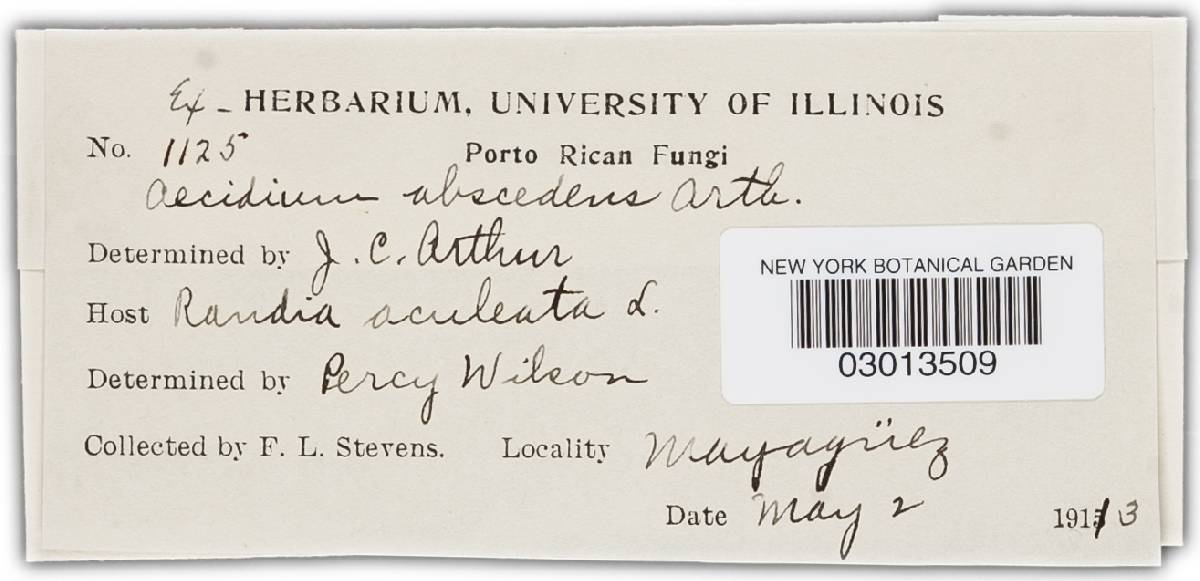 Ex - HERBARIUM, UNIVERSITY OF ILLINOIS
No. 1125 Porto Rican Fungi
Aecidium abscedens Arth.
Determined by J. C. Arthur
Host Randia aculeata L.
Determined by Percy Wilson
Collected by F. L. Stevens. Locality Mayagüez
Date May 2 1913
NEW YORK BOTANICAL GARDEN
03013509